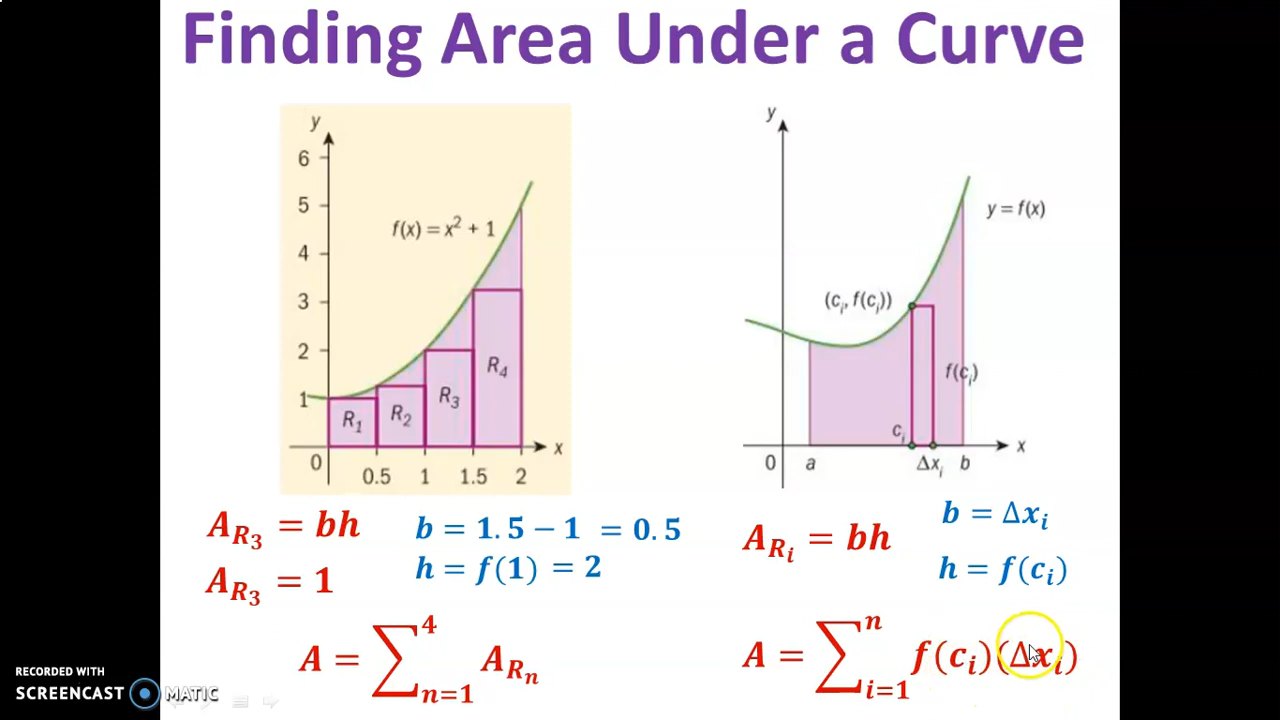 Finding Area Under a Curve
y
6
5
4
3
2
1
0
0.5 1 1.5 2
x
f(x) = x² + 1
R₁ R₂ R₃ R₄
y
y = f(x)
(cᵢ, f(cᵢ))
f(cᵢ)
cᵢ
x
0 a Δxᵢ b
A_{R₃} = bh
b = 1.5 − 1 = 0.5
h = f(1) = 2
A_{R₃} = 1
A = ∑_{n=1}^{4} A_{Rₙ}
A_{Rᵢ} = bh
b = Δxᵢ
h = f(cᵢ)
A = ∑_{i=1}^{n} f(cᵢ)(Δxᵢ)
RECORDED WITH
SCREENCAST MATIC